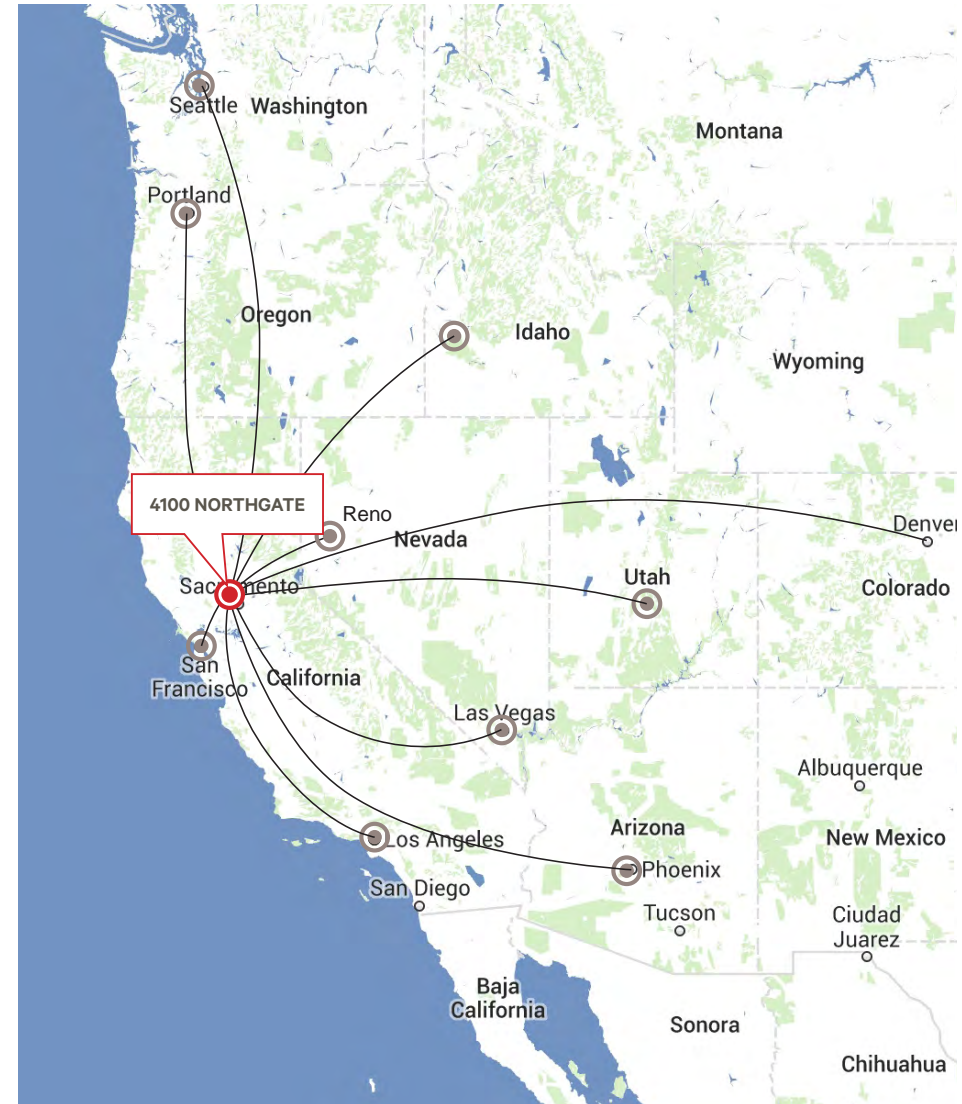 Seattle
Washington
Montana
Portland
Oregon
Idaho
Wyoming
4100 NORTHGATE
Reno
Nevada
Denver
Sacramento
Utah
Colorado
San
Francisco
California
Las Vegas
Albuquerque
Arizona
New Mexico
Los Angeles
Phoenix
San Diego
Tucson
Ciudad
Juarez
Baja
California
Sonora
Chihuahua